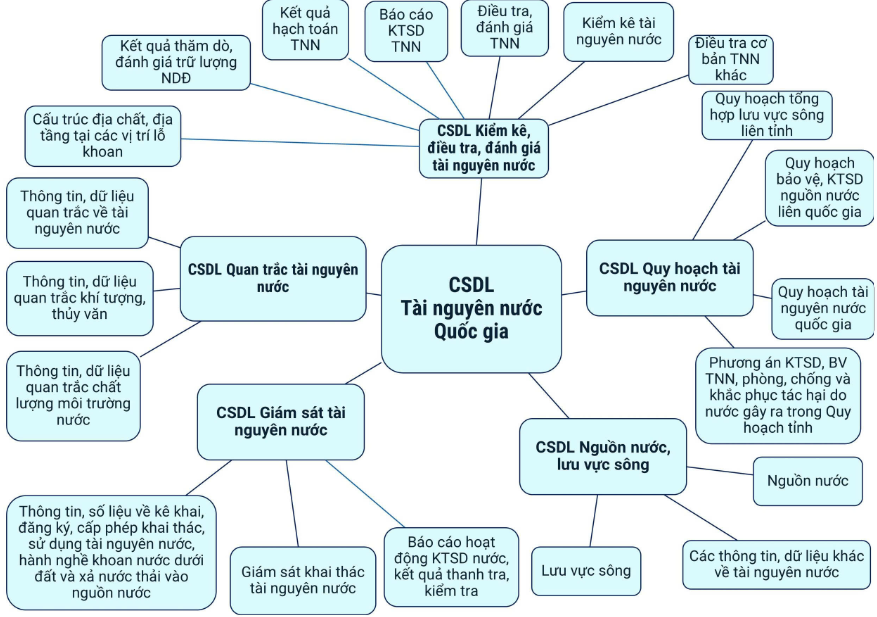 Kết quả
hạch toán
TNN
Báo cáo
KTSD
TNN
Điều tra,
đánh giá
TNN
Kiểm kê tài
nguyên nước
Điều tra cơ
bản TNN
khác
Kết quả thăm dò,
đánh giá trữ lượng
NDĐ
Cấu trúc địa chất, địa
tầng tại các vị trí lỗ
khoan
CSDL Kiểm kê,
điều tra, đánh giá
tài nguyên nước
Quy hoạch tổng
hợp lưu vực sông
liên tỉnh
Quy hoạch
bảo vệ, KTSD
nguồn nước
liên quốc gia
Thông tin, dữ liệu
quan trắc về tài
nguyên nước
CSDL Quan trắc tài nguyên
nước
Thông tin, dữ liệu
quan trắc khí tượng,
thủy văn
Thông tin, dữ liệu
quan trắc chất
lượng môi trường
nước
CSDL
Tài nguyên nước
Quốc gia
CSDL Quy hoạch tài
nguyên nước
Quy hoạch tài
nguyên nước
quốc gia
Phương án KTSD, BV
TNN, phòng, chống và
khắc phục tác hại do
nước gây ra trong Quy
hoạch tỉnh
CSDL Giám sát tài
nguyên nước
CSDL Nguồn nước,
lưu vực sông
Nguồn nước
Thông tin, số liệu về kê khai,
đăng ký, cấp phép khai thác,
sử dụng tài nguyên nước,
hành nghề khoan nước dưới
đất và xả nước thải vào
nguồn nước
Giám sát khai thác
tài nguyên nước
Báo cáo hoạt
động KTSD nước,
kết quả thanh tra,
kiểm tra
Lưu vực sông
Các thông tin, dữ liệu khác
về tài nguyên nước